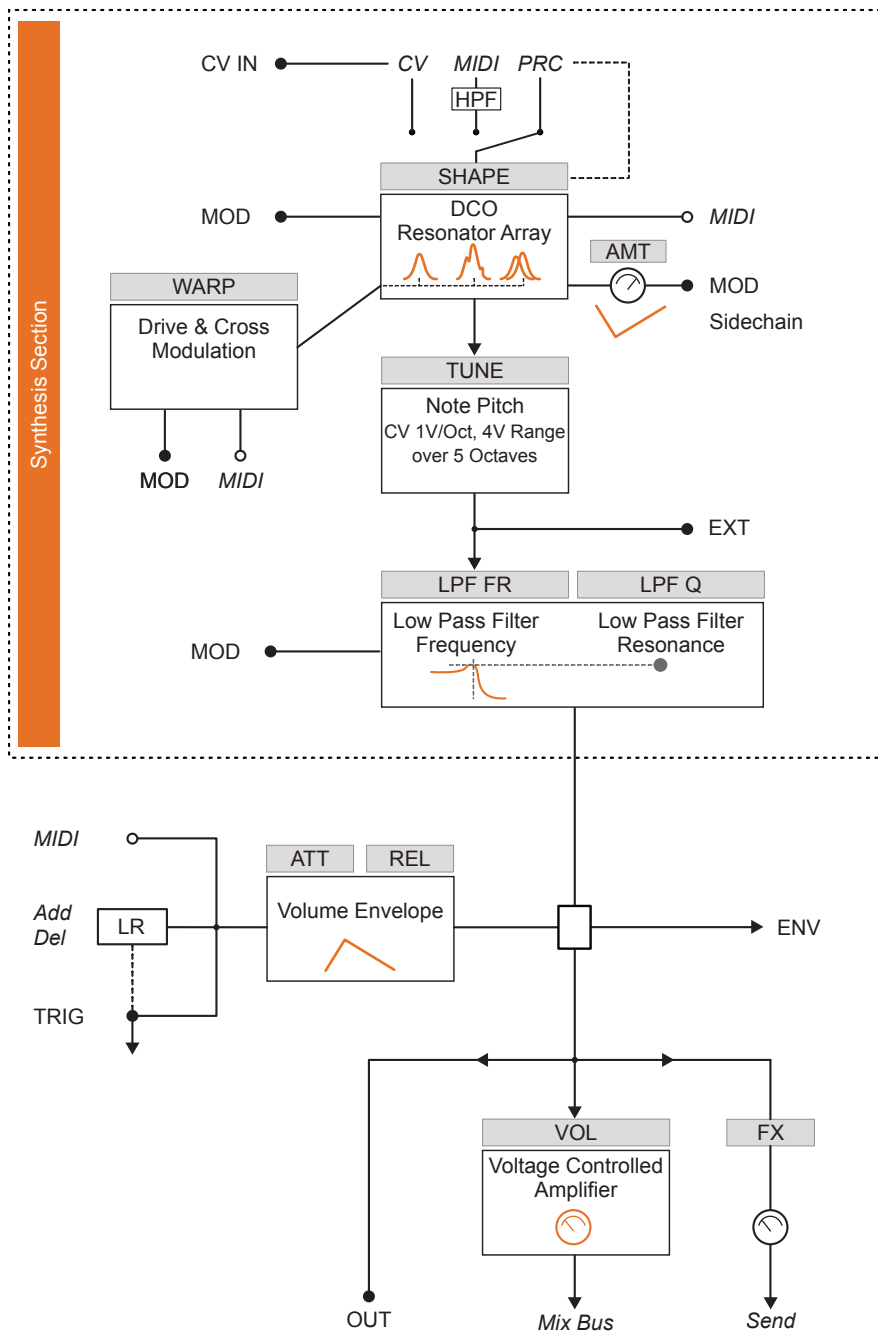 Synthesis Section
CV IN
CV MIDI PRC
HPF
SHAPE
MOD
DCO
Resonator Array
MIDI
AMT
MOD
Sidechain
WARP
Drive & Cross
Modulation
MOD MIDI
TUNE
Note Pitch
CV 1V/Oct, 4V Range
over 5 Octaves
EXT
LPF FR LPF Q
MOD
Low Pass Filter
Frequency
Low Pass Filter
Resonance
MIDI
ATT REL
Add
Del
LR
Volume Envelope
ENV
TRIG
VOL
FX
Voltage Controlled
Amplifier
OUT
Mix Bus
Send